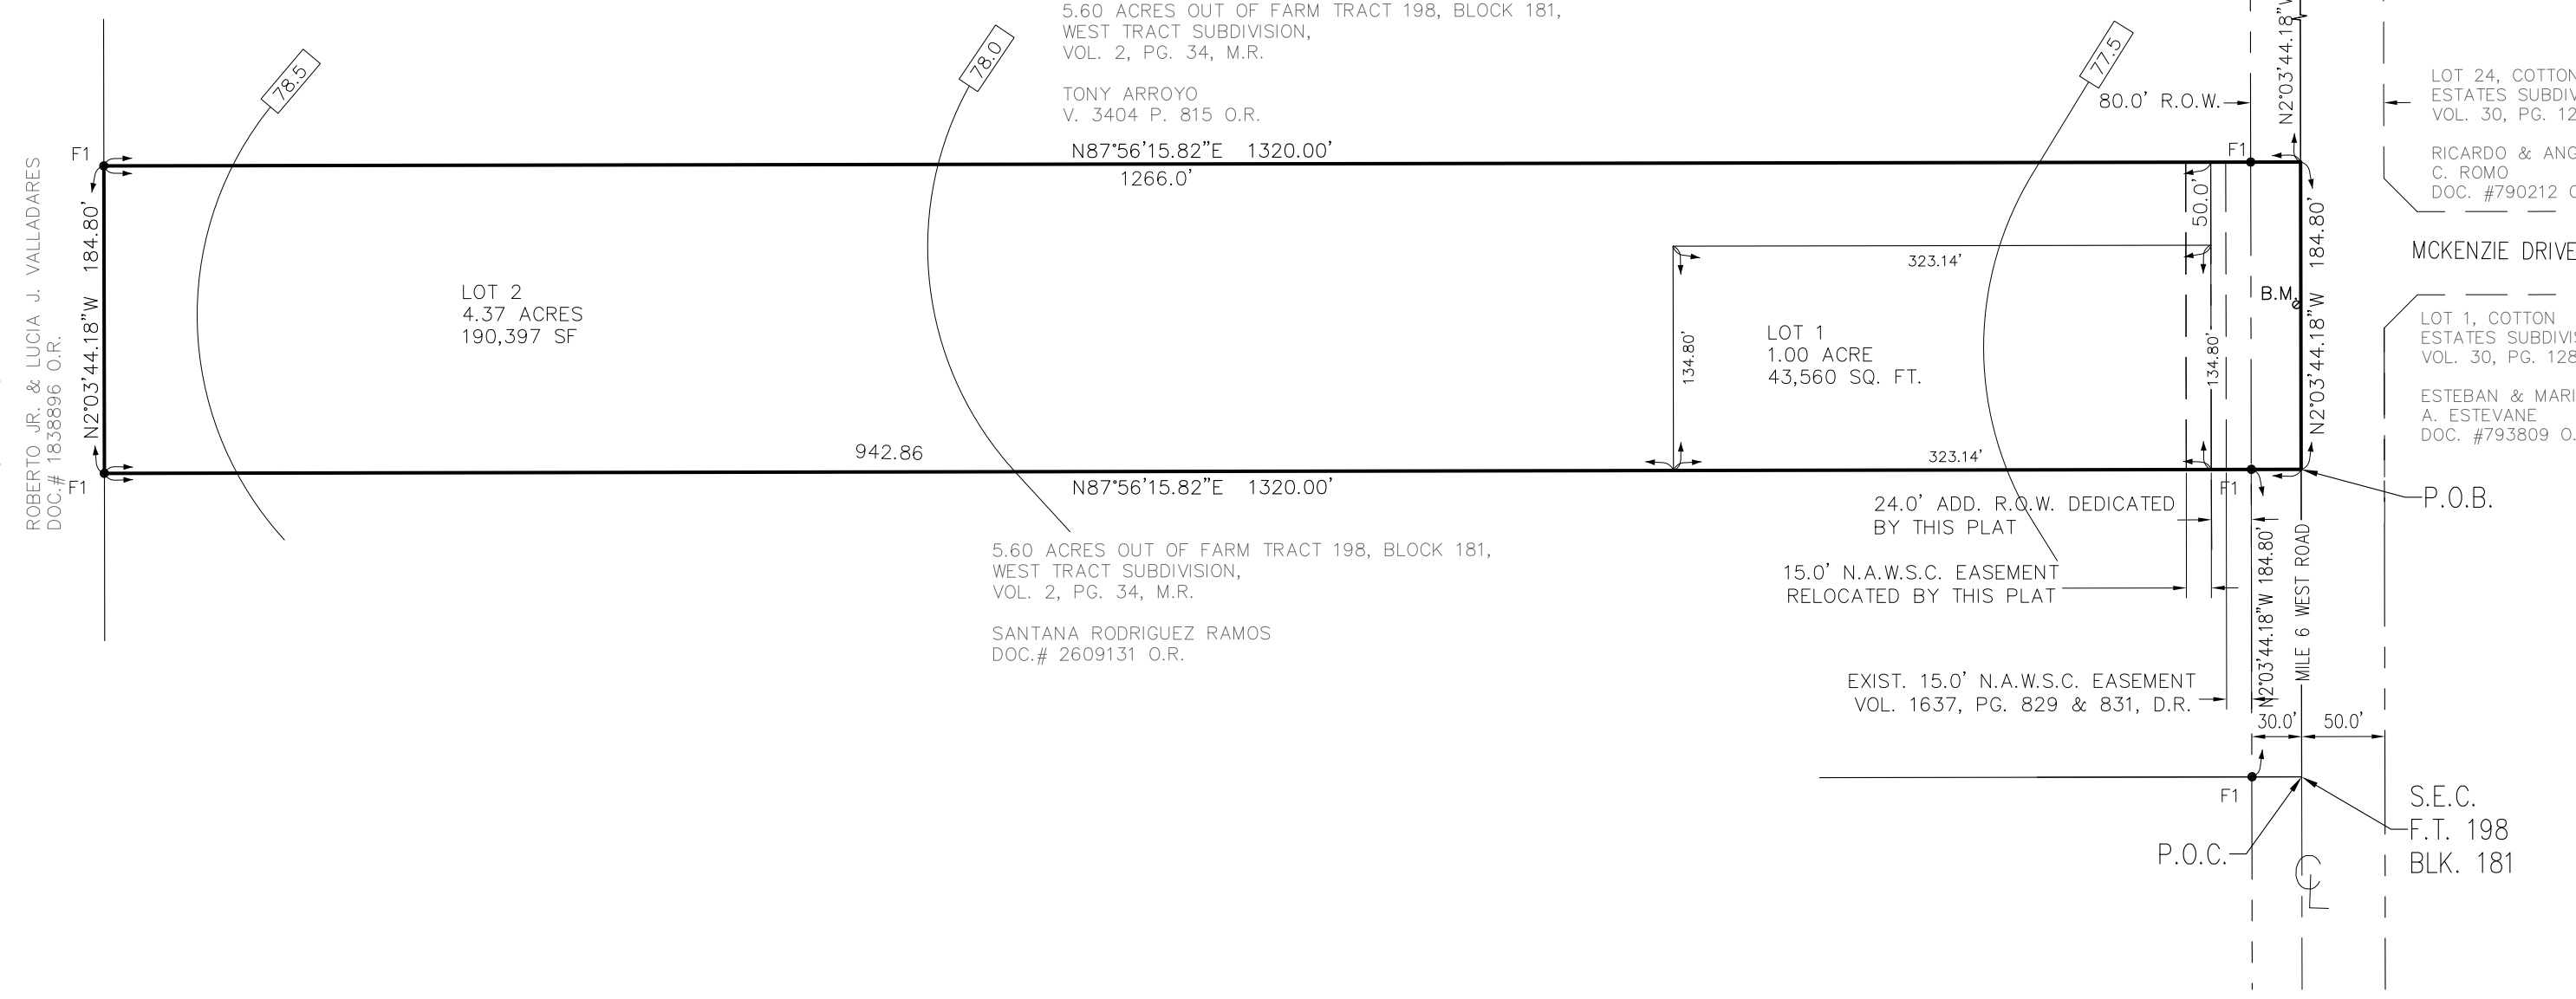 5.60 ACRES OUT OF FARM TRACT 198, BLOCK 181,
WEST TRACT SUBDIVISION,
VOL. 2, PG. 34, M.R.
TONY ARROYO
V. 3404 P. 815 O.R.
78.5
78.0
77.5
80.0' R.O.W.
N2°03'44.18"W
LOT 24, COTTON
ESTATES SUBDIV
VOL. 30, PG. 12
RICARDO & ANG
C. ROMO
DOC. #790212
F1
N87°56'15.82"E 1320.00'
1266.0'
F1
50.0'
ROBERTO JR. & LUCIA J. VALLADARES
DOC.# 1838896 O.R.
N2°03'44.18"W 184.80'
LOT 2
4.37 ACRES
190,397 SF
323.14'
134.80'
LOT 1
1.00 ACRE
43,560 SQ. FT.
134.80'
B.M.
N2°03'44.18"W 184.80'
MCKENZIE DRIVE
LOT 1, COTTON
ESTATES SUBDIVIS
VOL. 30, PG. 128
ESTEBAN & MARI
A. ESTEVANE
DOC. #793809 O.
942.86
323.14'
F1
N87°56'15.82"E 1320.00'
F1
P.O.B.
24.0' ADD. R.O.W. DEDICATED
BY THIS PLAT
5.60 ACRES OUT OF FARM TRACT 198, BLOCK 181,
WEST TRACT SUBDIVISION,
VOL. 2, PG. 34, M.R.
SANTANA RODRIGUEZ RAMOS
DOC.# 2609131 O.R.
15.0' N.A.W.S.C. EASEMENT
RELOCATED BY THIS PLAT
N2°03'44.18"W 184.80'
MILE 6 WEST ROAD
EXIST. 15.0' N.A.W.S.C. EASEMENT
VOL. 1637, PG. 829 & 831, D.R.
30.0'
50.0'
F1
S.E.C.
F.T. 198
BLK. 181
P.O.C.
CL